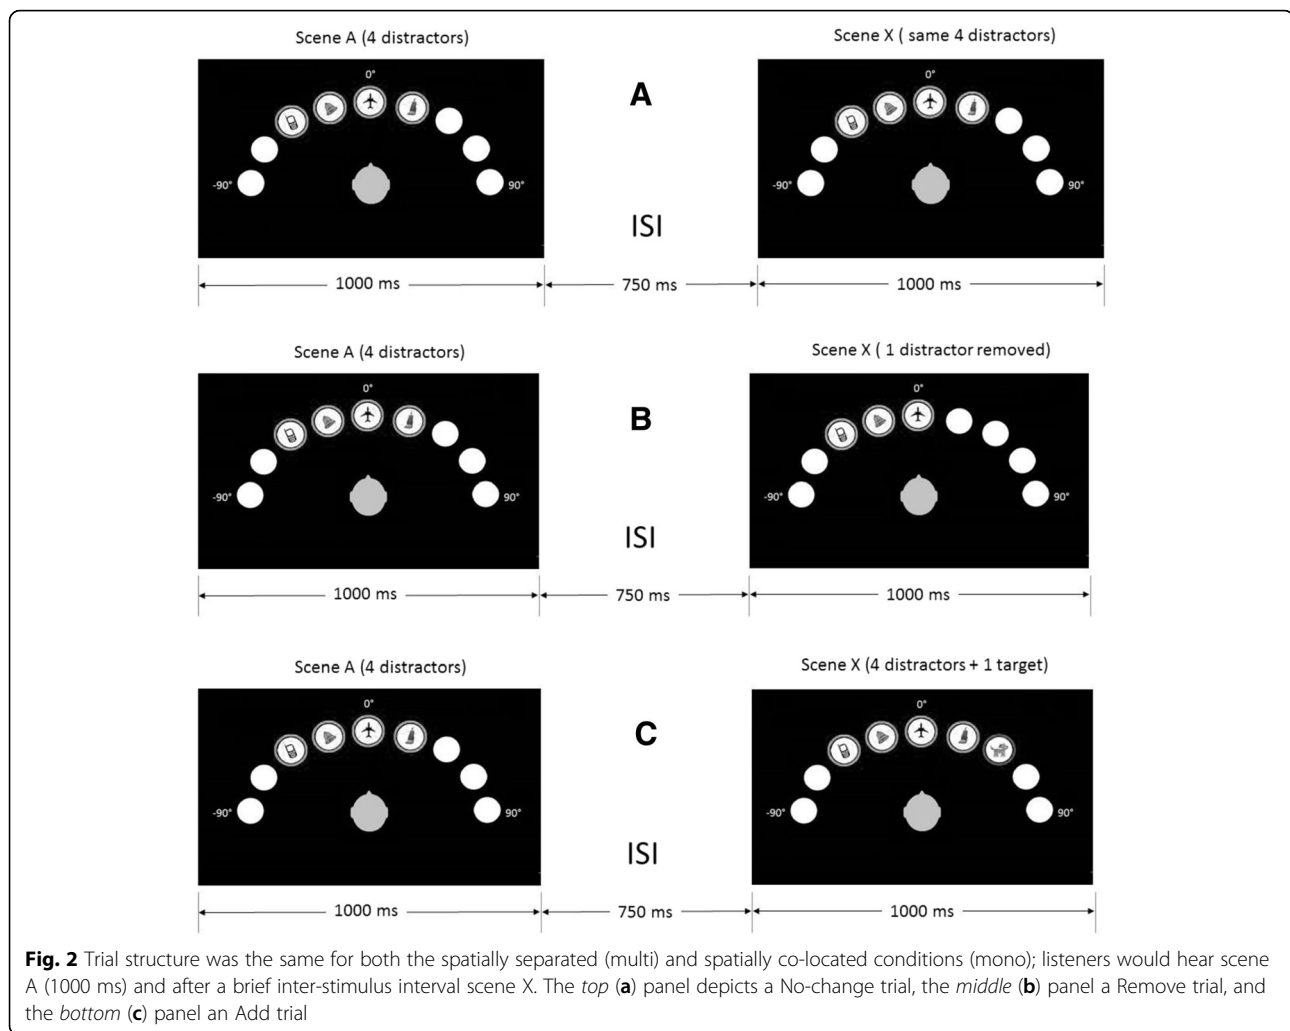 Scene A (4 distractors)
Scene X ( same 4 distractors)
0°
A
0°
-90°
90°
-90°
90°
ISI
1000 ms
750 ms
1000 ms
Scene A (4 distractors)
Scene X ( 1 distractor removed)
0°
B
0°
-90°
90°
-90°
90°
ISI
1000 ms
750 ms
1000 ms
Scene A (4 distractors)
Scene X (4 distractors + 1 target)
0°
C
0°
-90°
90°
-90°
90°
ISI
1000 ms
750 ms
1000 ms
Fig. 2 Trial structure was the same for both the spatially separated (multi) and spatially co-located conditions (mono); listeners would hear scene
A (1000 ms) and after a brief inter-stimulus interval scene X. The top (a) panel depicts a No-change trial, the middle (b) panel a Remove trial, and
the bottom (c) panel an Add trial